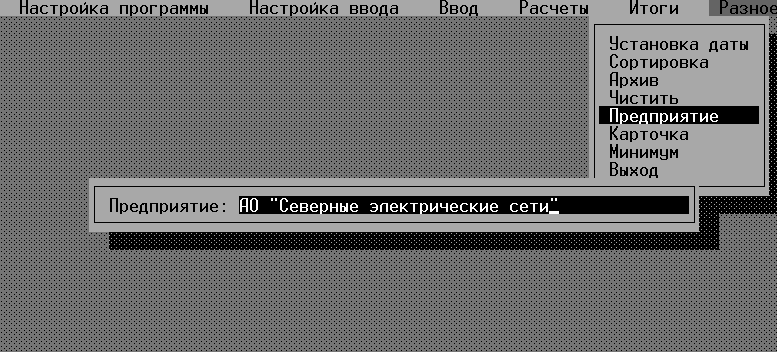 Настройка программы Настройка ввода Ввод Расчеты Итоги Разное
Установка даты
Сортировка
Архив
Чистить
Предприятие
Карточка
Минимум
Выход
Предприятие: АО "Северные электрические сети"